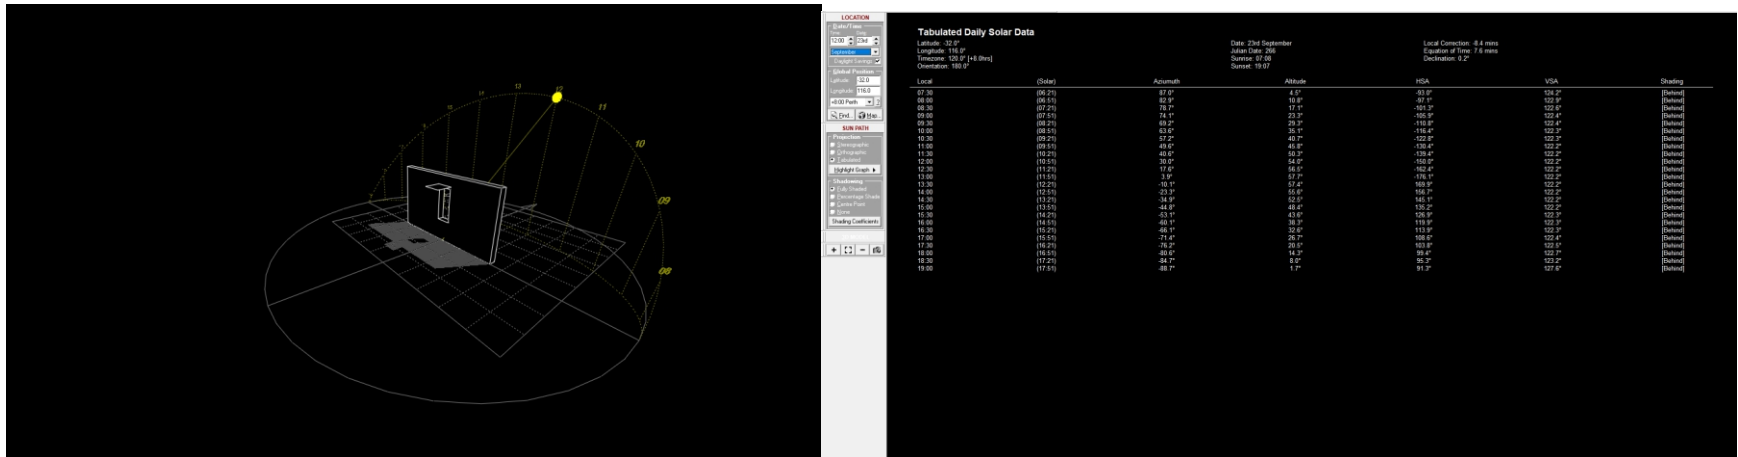 13
12
11
10
09
08
LOCATION
Date/Time
12:00 23rd
September
Daylight Savings
Global Position
Latitude: -32.0
Longitude: 116.0
+8:00 Perth
Find... Map...
SUN PATH
Projection
Stereographic
Orthographic
Tabulated
Highlight Graph
Shadowing
Fully Shaded
Percentage Shade
Centre Point
None
Shading Coefficients
Tabulated Daily Solar Data
Latitude: -32.0° Date: 23rd September Local Correction: -8.4 mins
Longitude: 116.0° Julian Date: 266 Equation of Time: 7.6 mins
Timezone: 120.0° [+8.0hrs] Sunrise: 07:08 Declination: 0.2°
Orientation: 180.0° Sunset: 19:07
Local (Solar) Azimuth Altitude HSA VSA Shading
07:30 (06:21) 87.0° 4.5° -93.0° 124.2° [Behind]
08:00 (06:51) 82.9° 10.8° -97.1° 122.9° [Behind]
08:30 (07:21) 78.7° 17.1° -101.3° 122.6° [Behind]
09:00 (07:51) 74.1° 23.3° -105.9° 122.4° [Behind]
09:30 (08:21) 69.2° 29.3° -110.8° 122.4° [Behind]
10:00 (08:51) 63.6° 35.1° -116.4° 122.3° [Behind]
10:30 (09:21) 57.2° 40.7° -122.8° 122.3° [Behind]
11:00 (09:51) 49.6° 45.8° -130.4° 122.2° [Behind]
11:30 (10:21) 40.6° 50.3° -139.4° 122.2° [Behind]
12:00 (10:51) 30.0° 54.0° -150.0° 122.2° [Behind]
12:30 (11:21) 17.6° 56.5° -162.4° 122.2° [Behind]
13:00 (11:51) 3.9° 57.7° -176.1° 122.2° [Behind]
13:30 (12:21) -10.1° 57.4° 169.9° 122.2° [Behind]
14:00 (12:51) -23.3° 55.6° 156.7° 122.2° [Behind]
14:30 (13:21) -34.9° 52.5° 145.1° 122.2° [Behind]
15:00 (13:51) -44.8° 48.4° 135.2° 122.2° [Behind]
15:30 (14:21) -53.1° 43.6° 126.9° 122.3° [Behind]
16:00 (14:51) -60.1° 38.3° 119.9° 122.3° [Behind]
16:30 (15:21) -66.1° 32.6° 113.9° 122.3° [Behind]
17:00 (15:51) -71.4° 26.7° 108.6° 122.4° [Behind]
17:30 (16:21) -76.2° 20.5° 103.8° 122.5° [Behind]
18:00 (16:51) -80.6° 14.3° 99.4° 122.7° [Behind]
18:30 (17:21) -84.7° 8.0° 95.3° 123.2° [Behind]
19:00 (17:51) -88.7° 1.7° 91.3° 127.6° [Behind]